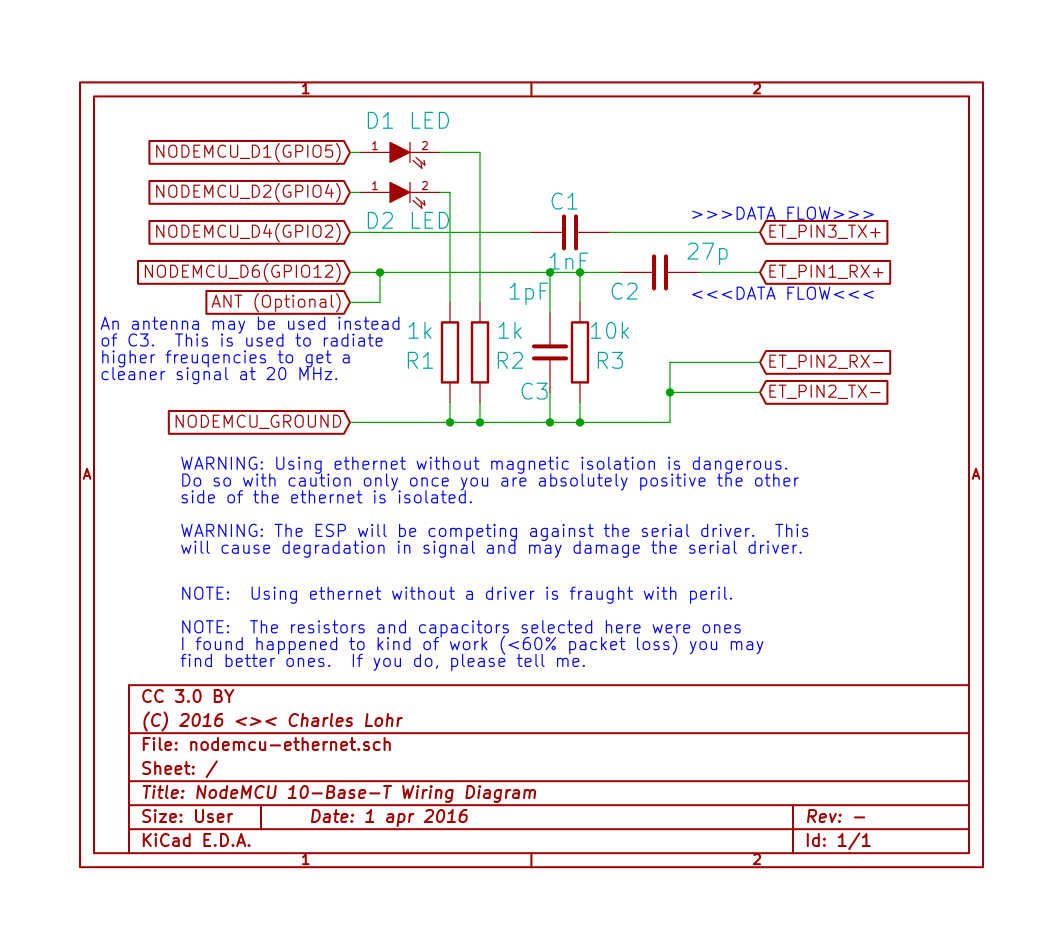 1 2
D1 LED
NODEMCU_D1(GPIO5) 1 2
NODEMCU_D2(GPIO4) 1 2
D2 LED
C1
>>>DATA FLOW>>>
NODEMCU_D4(GPIO2)
ET_PIN3_TX+
1nF
27p
NODEMCU_D6(GPIO12)
ET_PIN1_RX+
1pF
C2
<<<DATA FLOW<<<
ANT (Optional)
An antenna may be used instead
of C3.  This is used to radiate
higher freuqencies to get a
cleaner signal at 20 MHz.
1k 1k 10k
R1 R2 R3
C3
ET_PIN2_RX-
ET_PIN2_TX-
NODEMCU_GROUND
A A
WARNING: Using ethernet without magnetic isolation is dangerous.
Do so with caution only once you are absolutely positive the other
side of the ethernet is isolated.
WARNING: The ESP will be competing against the serial driver.  This
will cause degradation in signal and may damage the serial driver.
NOTE:  Using ethernet without a driver is fraught with peril.
NOTE:  The resistors and capacitors selected here were ones
I found happened to kind of work (<60% packet loss) you may
find better ones.  If you do, please tell me.
CC 3.0 BY
(C) 2016 <>< Charles Lohr
File: nodemcu-ethernet.sch
Sheet: /
Title: NodeMCU 10-Base-T Wiring Diagram
Size: User Date: 1 apr 2016 Rev: -
KiCad E.D.A. Id: 1/1
1 2